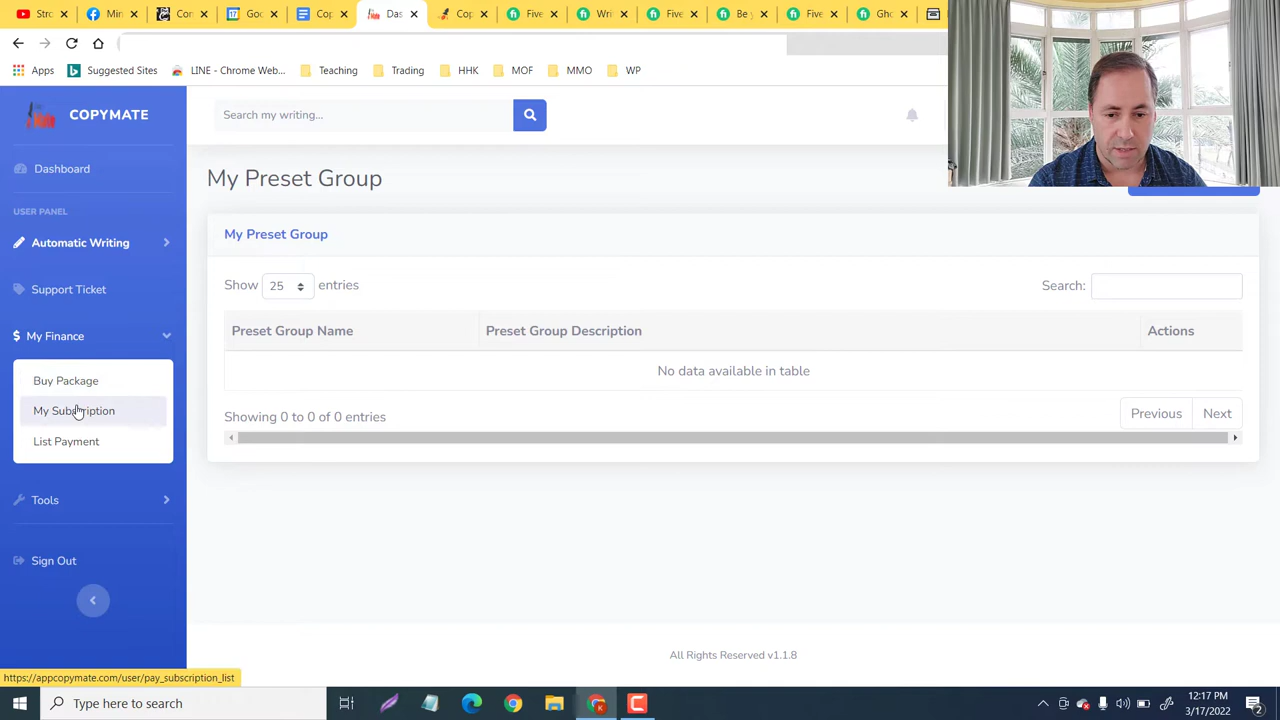 Stro
Min
Con
Goo
Cop
Das
Cop
Five
Writ
Five
Be y
Five
Gho
Apps
Suggested Sites
LINE - Chrome Web...
Teaching
Trading
HHK
MOF
MMO
WP
COPYMATE
Search my writing...
Dashboard
My Preset Group
USER PANEL
My Preset Group
Automatic Writing
Show 25 entries
Search:
Support Ticket
Preset Group Name
Preset Group Description
Actions
My Finance
No data available in table
Buy Package
My Subscription
Showing 0 to 0 of 0 entries
Previous
Next
List Payment
Tools
Sign Out
All Rights Reserved v1.1.8
https://appcopymate.com/user/pay_subscription_list
Type here to search
12:17 PM
3/17/2022
2